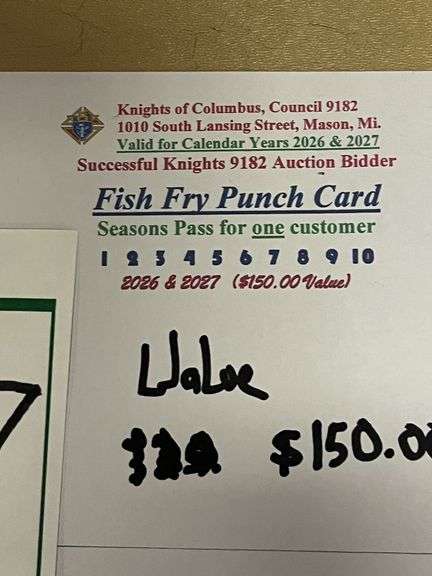 Knights of Columbus, Council 9182
1010 South Lansing Street, Mason, Mi.
Valid for Calendar Years 2026 & 2027
Successful Knights 9182 Auction Bidder
Fish Fry Punch Card
Seasons Pass for one customer
1 2 3 4 5 6 7 8 9 10
2026 & 2027 ($150.00 Value)
Value
$150.00
7